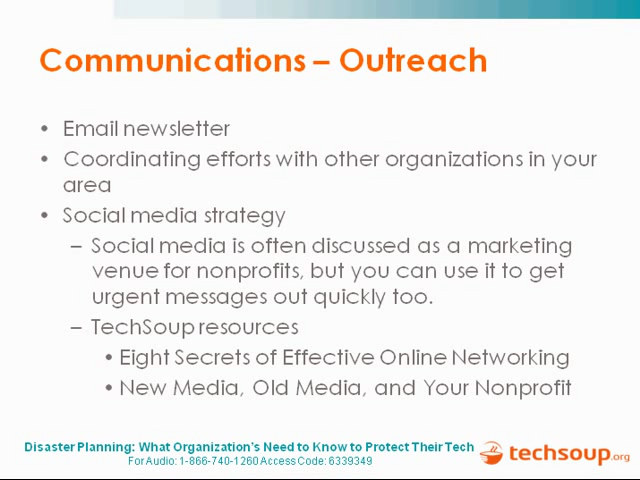 Communications – Outreach
• Email newsletter
• Coordinating efforts with other organizations in your
area
• Social media strategy
– Social media is often discussed as a marketing
venue for nonprofits, but you can use it to get
urgent messages out quickly too.
– TechSoup resources
• Eight Secrets of Effective Online Networking
• New Media, Old Media, and Your Nonprofit
Disaster Planning: What Organization's Need to Know to Protect Their Tech
For Audio: 1-866-740-1260 Access Code: 6339349
techsoup.org